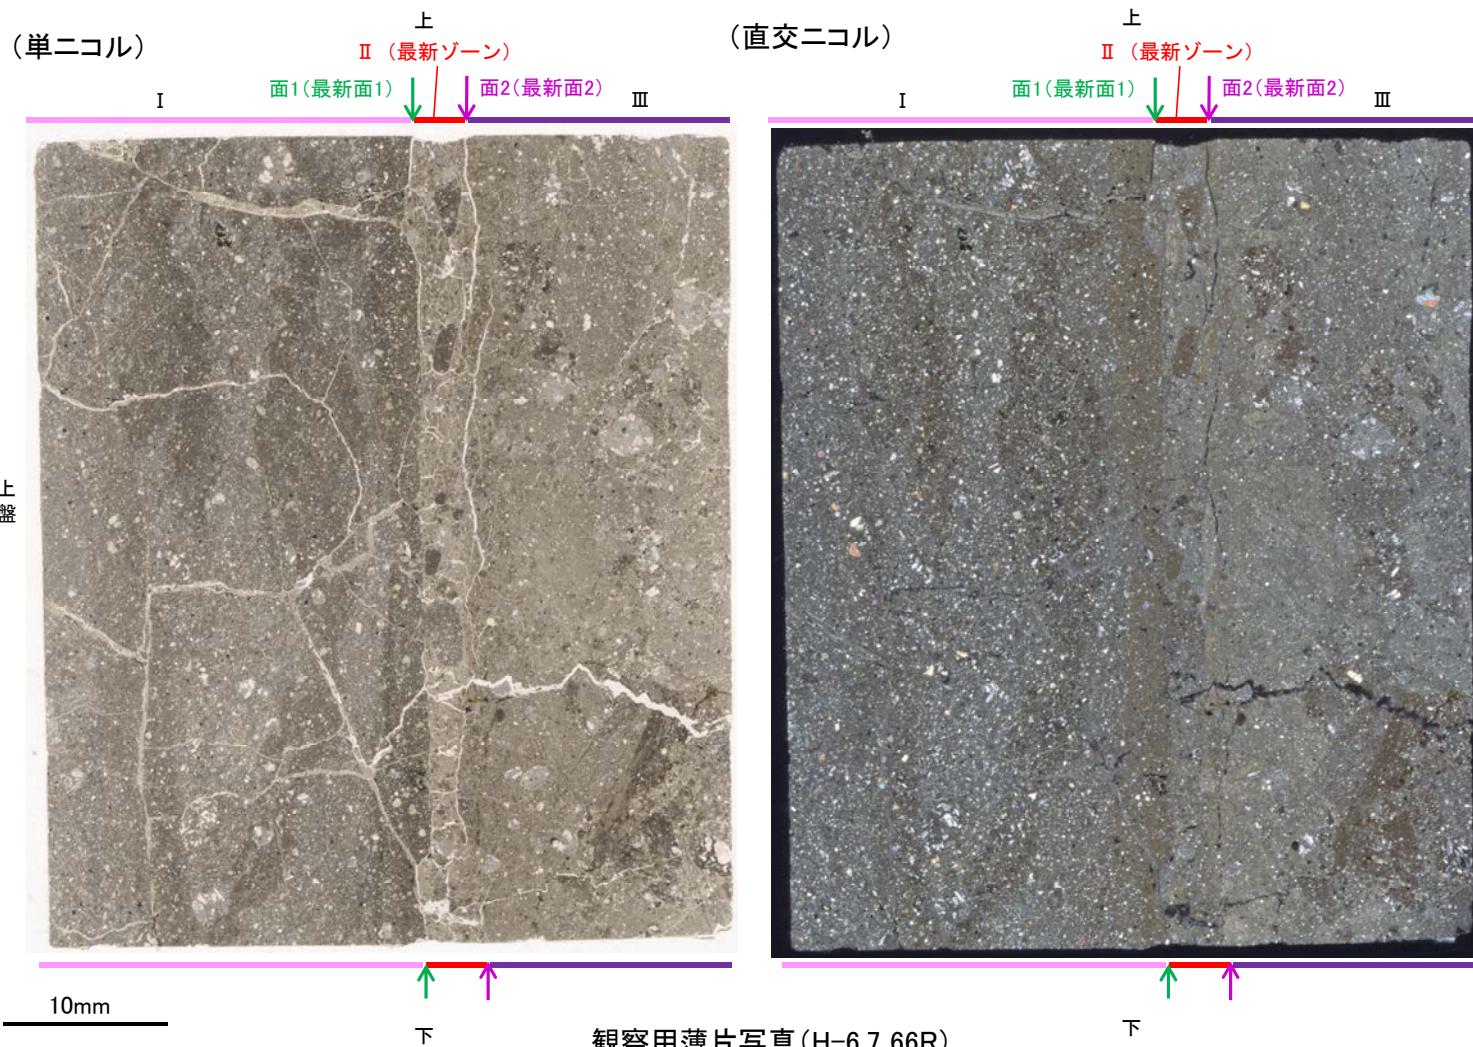 (単ニコル)
上
Ⅱ (最新ゾーン)
面1(最新面1)
面2(最新面2)
Ⅰ
Ⅲ
上盤
10mm
下
(直交ニコル)
上
Ⅱ (最新ゾーン)
面1(最新面1)
面2(最新面2)
Ⅰ
Ⅲ
下
観察用薄片写真(H-6.7_66R)